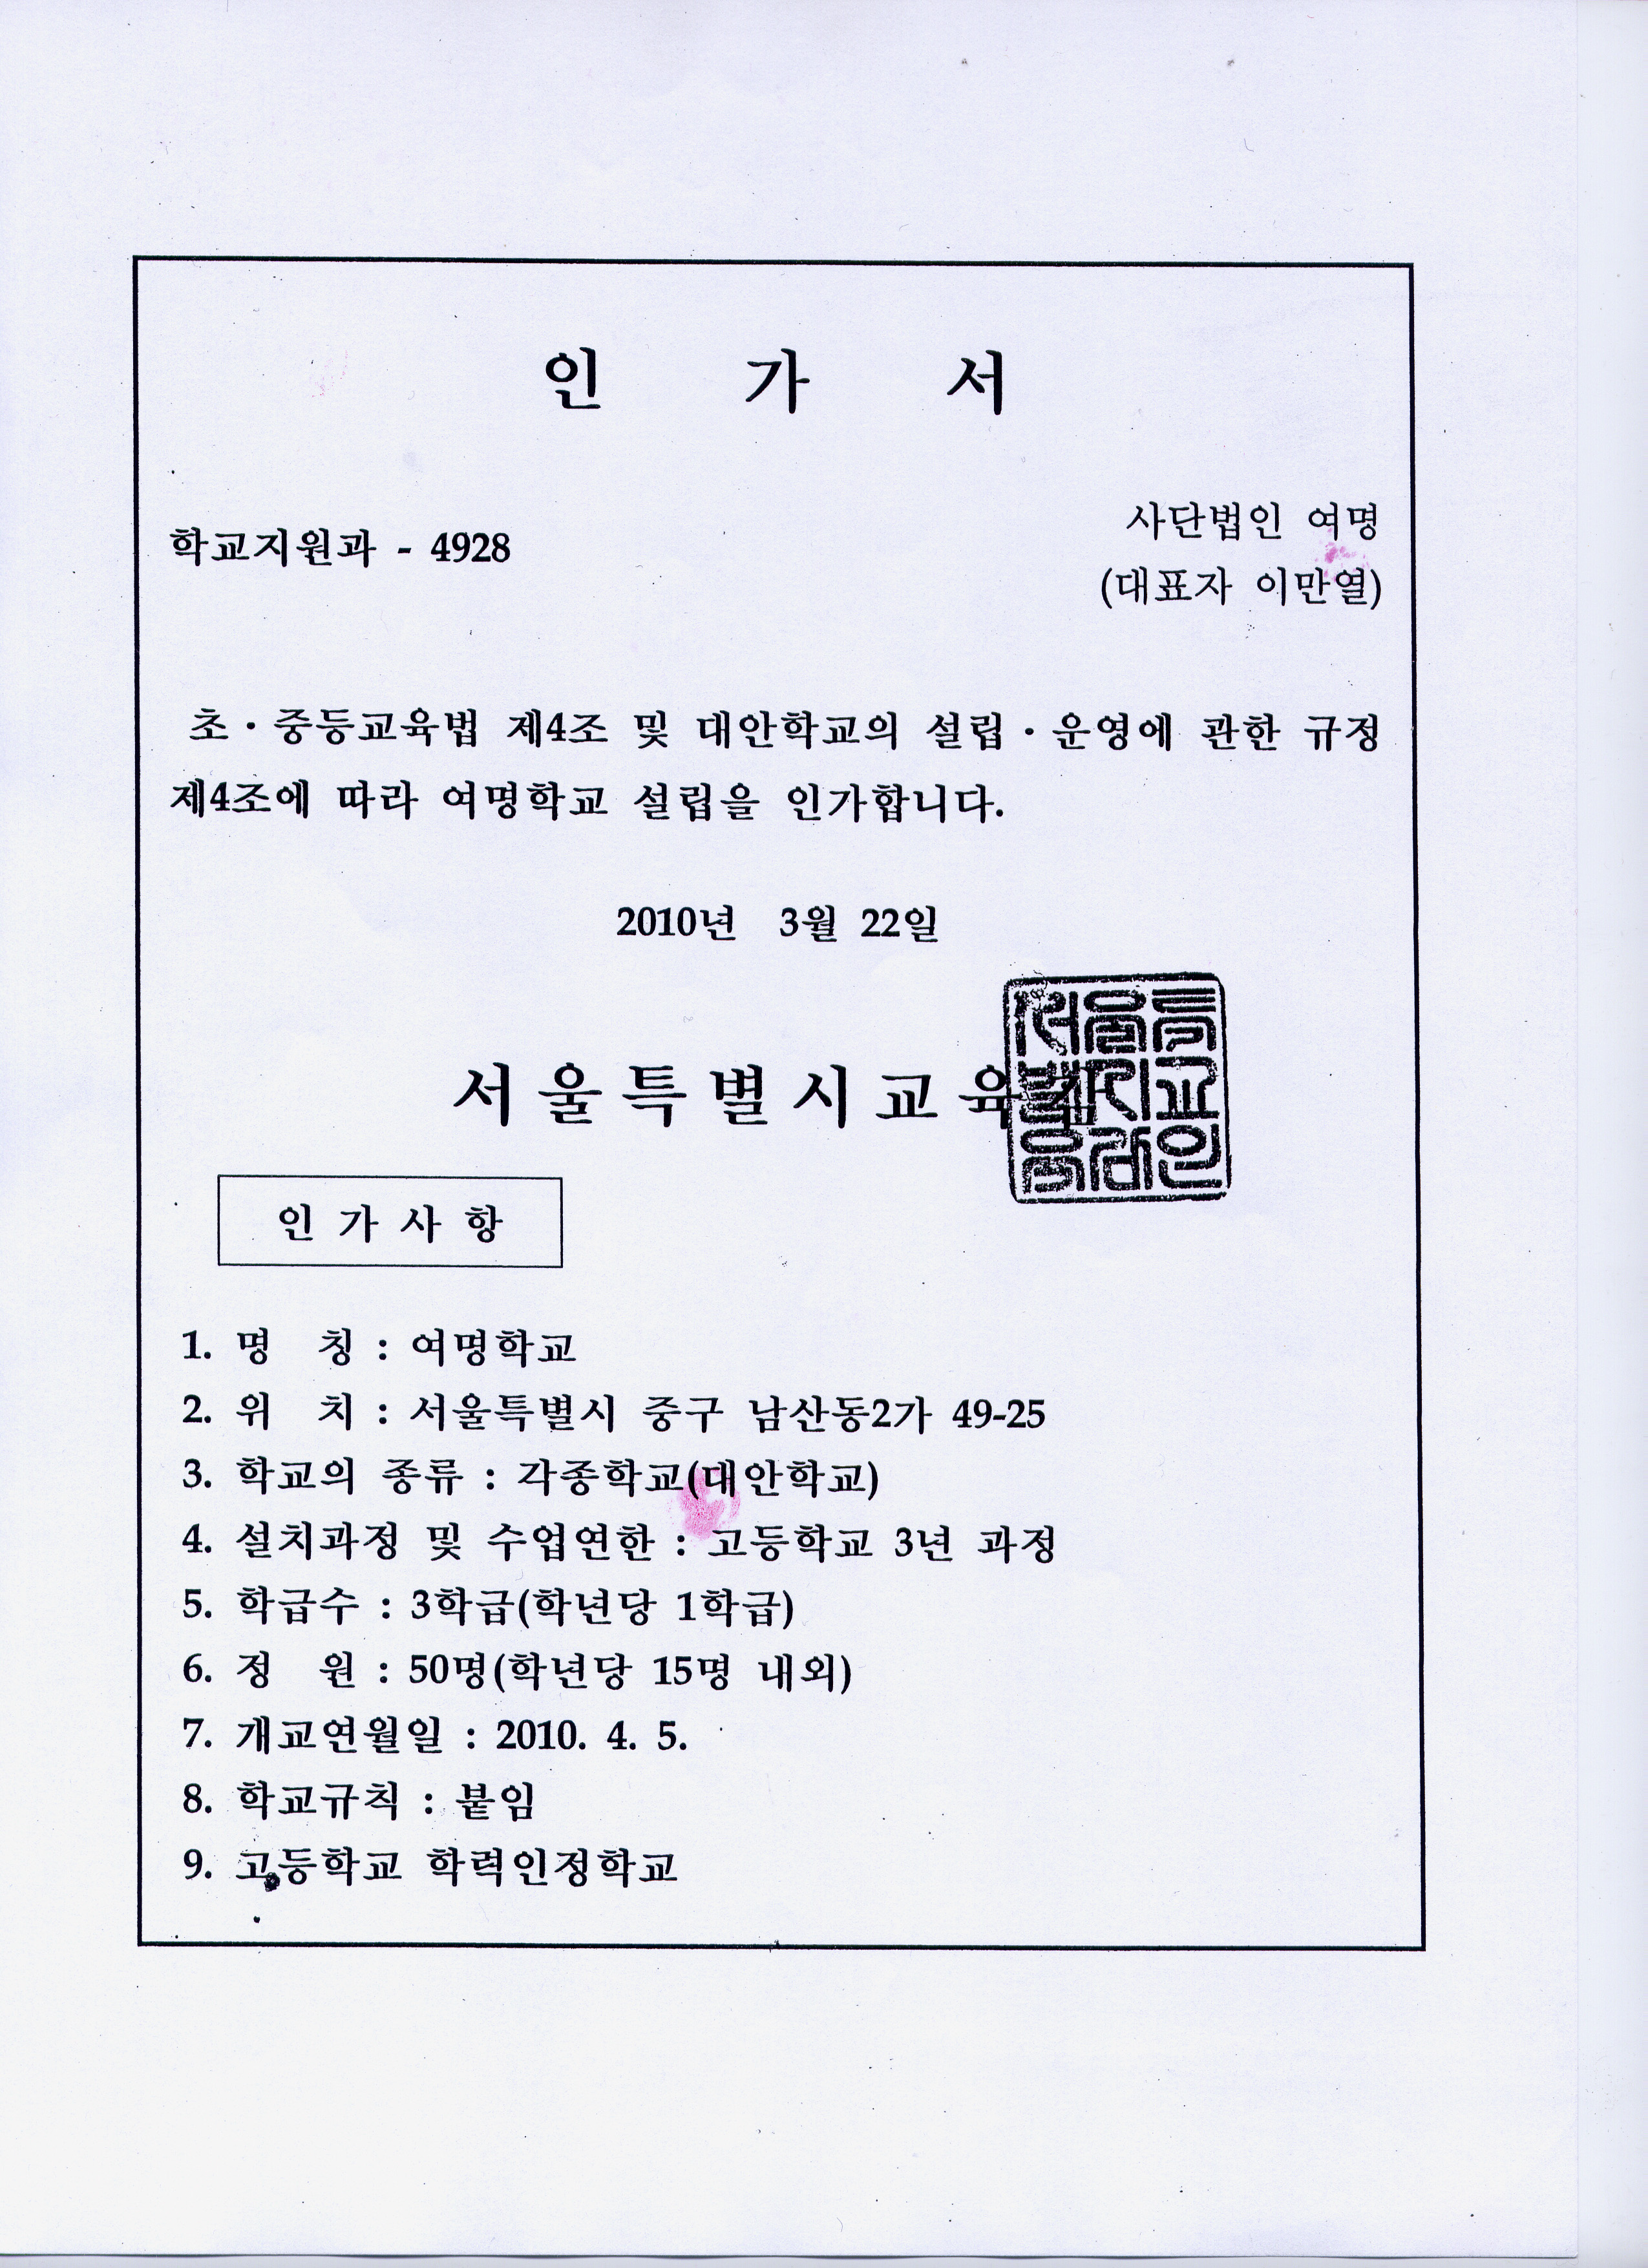 인 가 서
학교지원과 - 4928
사단법인 여명
(대표자 이만열)
초·중등교육법 제4조 및 대안학교의 설립·운영에 관한 규정
제4조에 따라 여명학교 설립을 인가합니다.
2010년 3월 22일
서울특별시교육감
서울특
별시교
육감인
인가사항
1. 명 칭 : 여명학교
2. 위 치 : 서울특별시 중구 남산동2가 49-25
3. 학교의 종류 : 각종학교(대안학교)
4. 설치과정 및 수업연한 : 고등학교 3년 과정
5. 학급수 : 3학급(학년당 1학급)
6. 정 원 : 50명(학년당 15명 내외)
7. 개교연월일 : 2010. 4. 5.
8. 학교규칙 : 붙임
9. 고등학교 학력인정학교